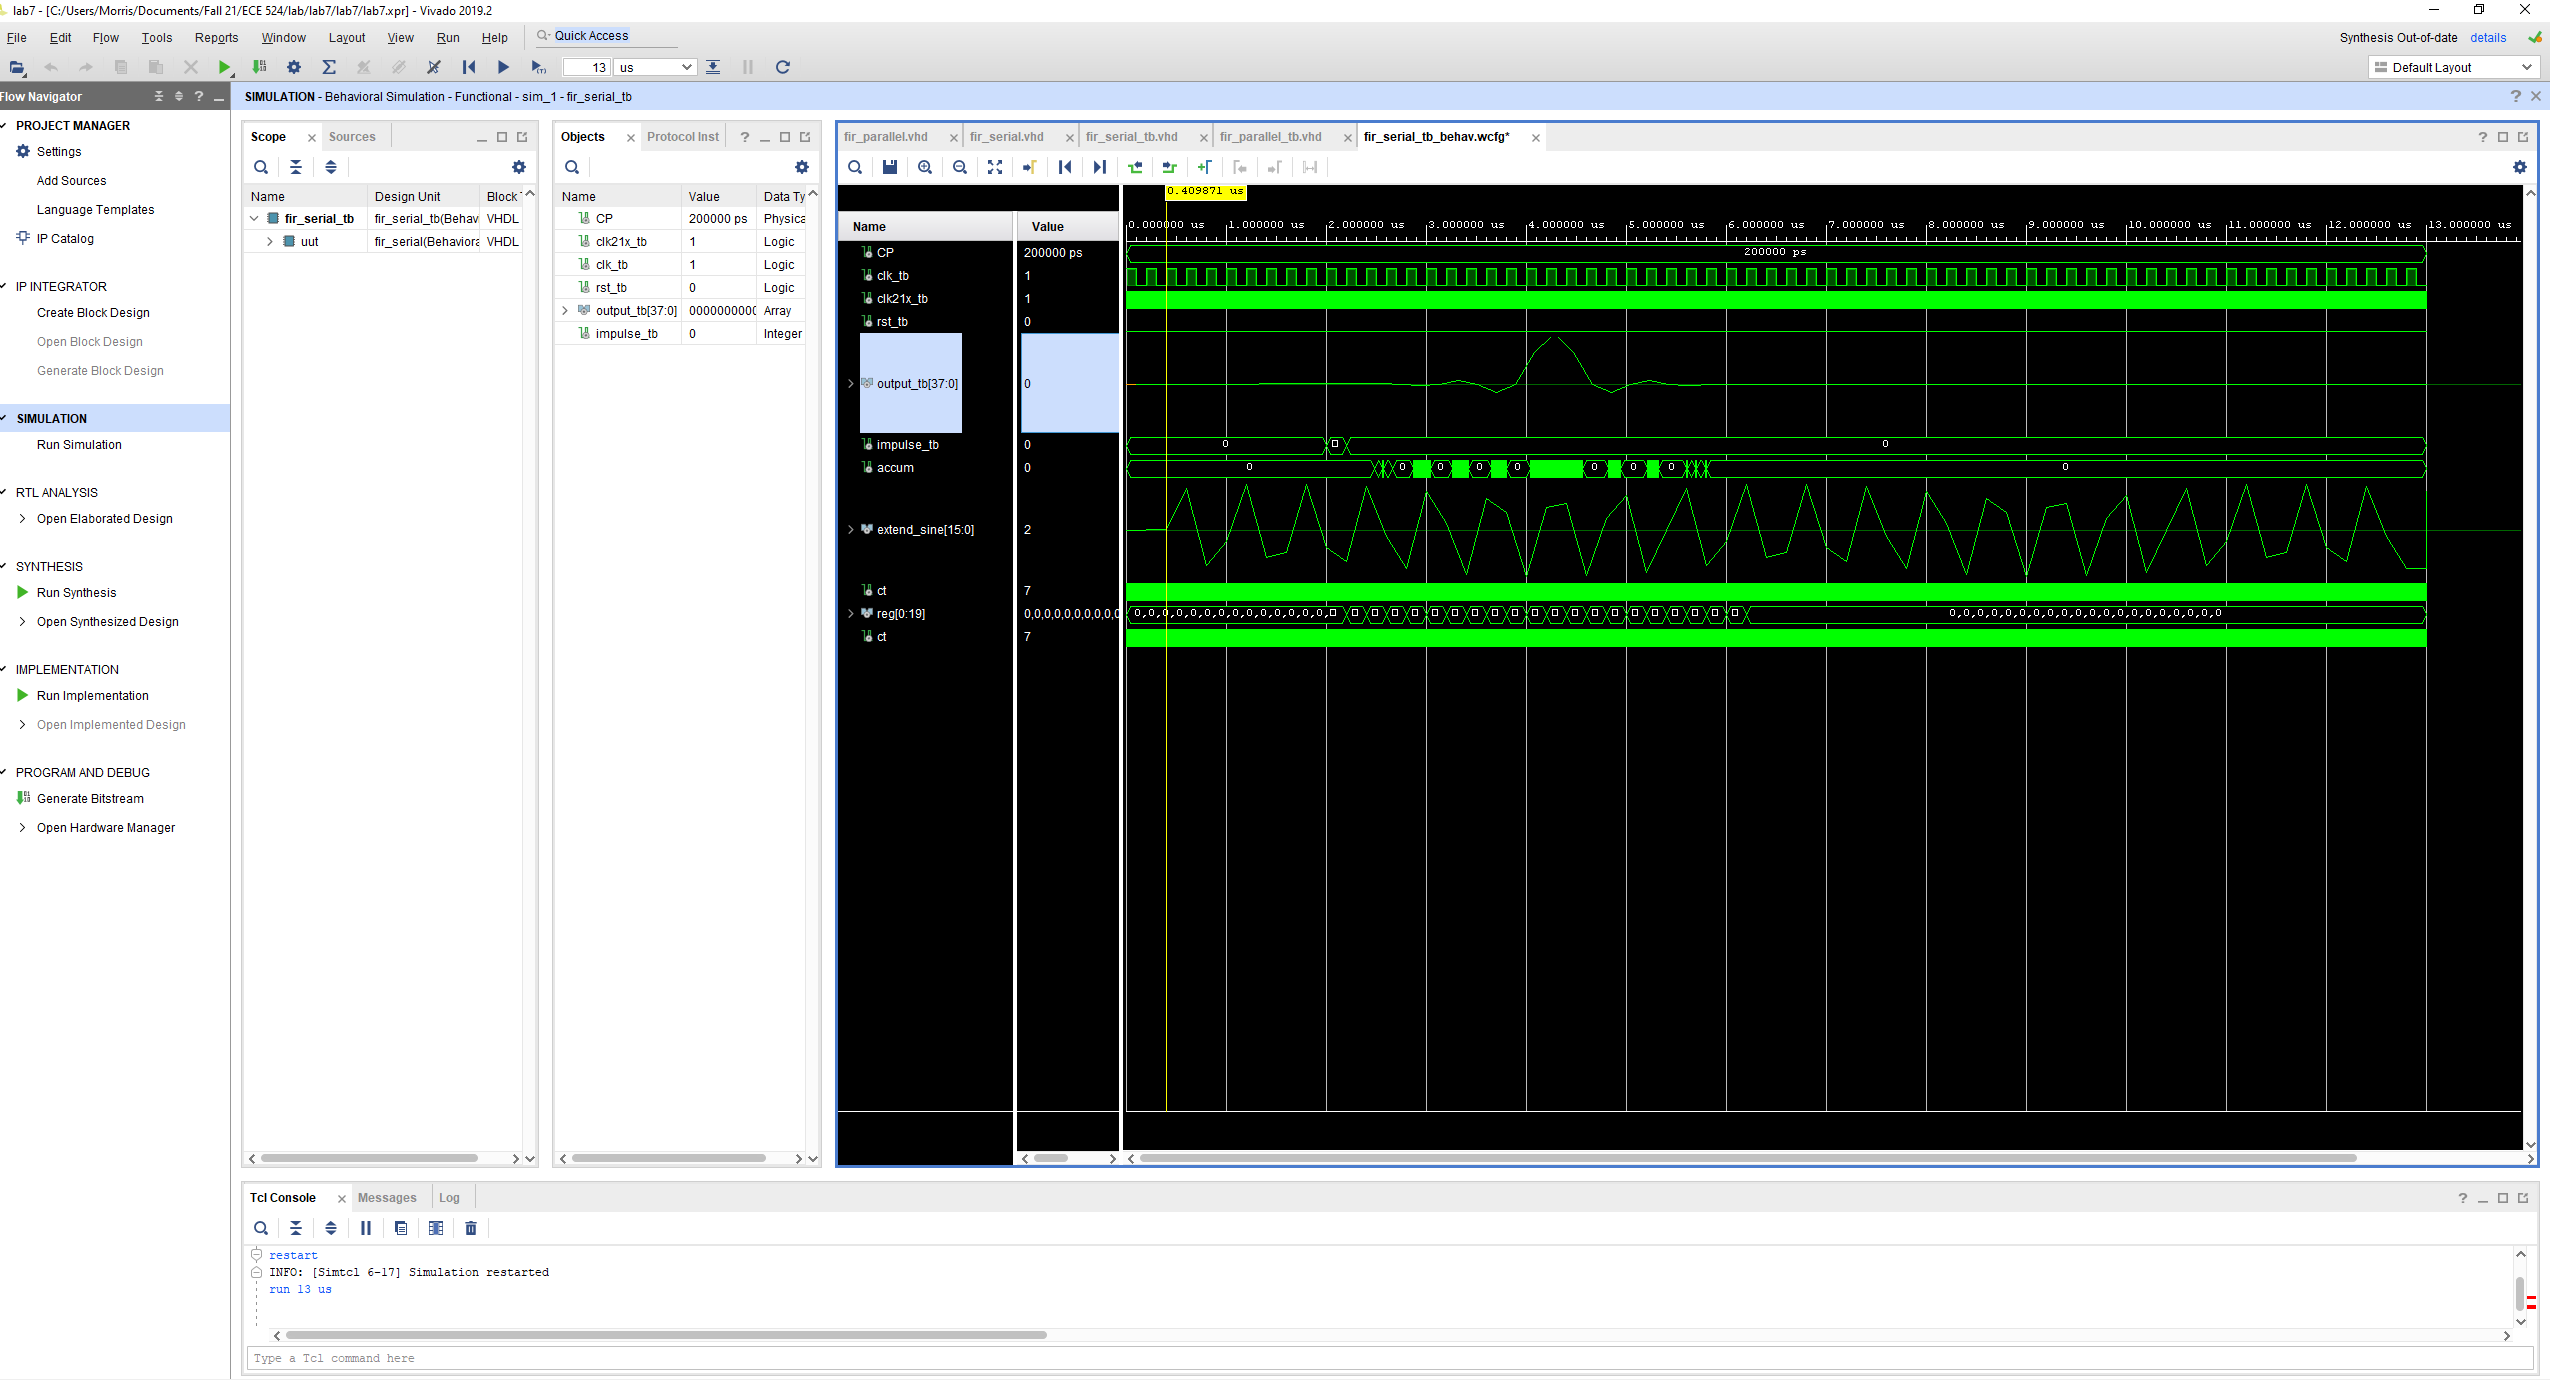 lab7 - [C:/Users/Morris/Documents/Fall 21/ECE 524/lab/lab7/lab7/lab7.xpr] - Vivado 2019.2
File Edit Flow Tools Reports Window Layout View Run Help Quick Access
Synthesis Out-of-date details
13 us
Default Layout
Flow Navigator
SIMULATION - Behavioral Simulation - Functional - sim_1 - fir_serial_tb
PROJECT MANAGER
Settings
Add Sources
Language Templates
IP Catalog
IP INTEGRATOR
Create Block Design
Open Block Design
Generate Block Design
SIMULATION
Run Simulation
RTL ANALYSIS
Open Elaborated Design
SYNTHESIS
Run Synthesis
Open Synthesized Design
IMPLEMENTATION
Run Implementation
Open Implemented Design
PROGRAM AND DEBUG
Generate Bitstream
Open Hardware Manager
Scope Sources
Name Design Unit Block T
fir_serial_tb fir_serial_tb(Behav VHDL
uut fir_serial(Behaviora VHDL
Objects Protocol Inst
Name Value Data Ty
CP 200000 ps Physica
clk21x_tb 1 Logic
clk_tb 1 Logic
rst_tb 0 Logic
output_tb[37:0] 0000000000 Array
impulse_tb 0 Integer
fir_parallel.vhd fir_serial.vhd fir_serial_tb.vhd fir_parallel_tb.vhd fir_serial_tb_behav.wcfg*
0.409871 us
Name Value
0.000000 us 1.000000 us 2.000000 us 3.000000 us 4.000000 us 5.000000 us 6.000000 us 7.000000 us 8.000000 us 9.000000 us 10.000000 us 11.000000 us 12.000000 us 13.000000 us
CP 200000 ps 200000 ps
clk_tb 1
clk21x_tb 1
rst_tb 0
output_tb[37:0] 0
impulse_tb 0 0 0
accum 0 0 0 0 0 0 0 0 0 0
extend_sine[15:0] 2
ct 7
reg[0:19] 0,0,0,0,0,0,0,0,0,0 0,0,0,0,0,0,0,0,0,0,0,0,0,0 0,0,0,0,0,0,0,0,0,0,0,0,0,0,0,0,0,0,0,0
ct 7
Tcl Console Messages Log
restart
INFO: [Simtcl 6-17] Simulation restarted
run 13 us
Type a Tcl command here